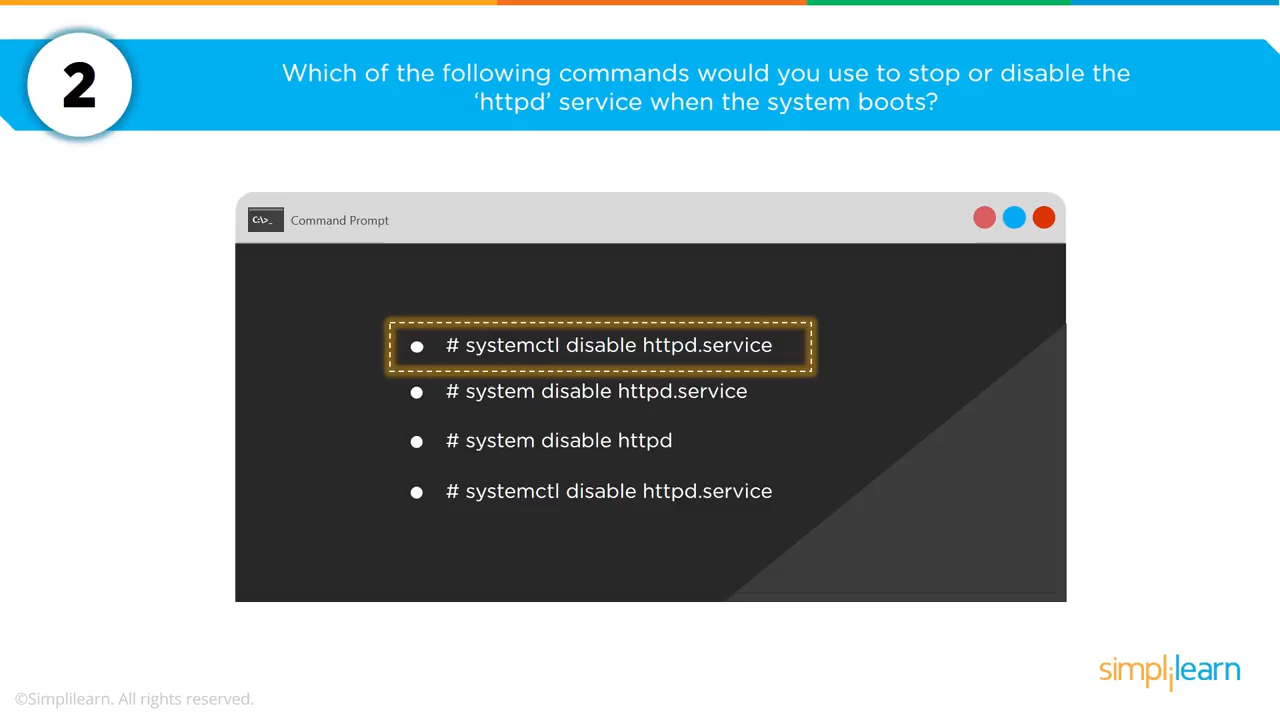 2
Which of the following commands would you use to stop or disable the
‘httpd’ service when the system boots?
C:\>_ Command Prompt
# systemctl disable httpd.service
# system disable httpd.service
# system disable httpd
# systemctl disable httpd.service
simplilearn
©Simplilearn. All rights reserved.